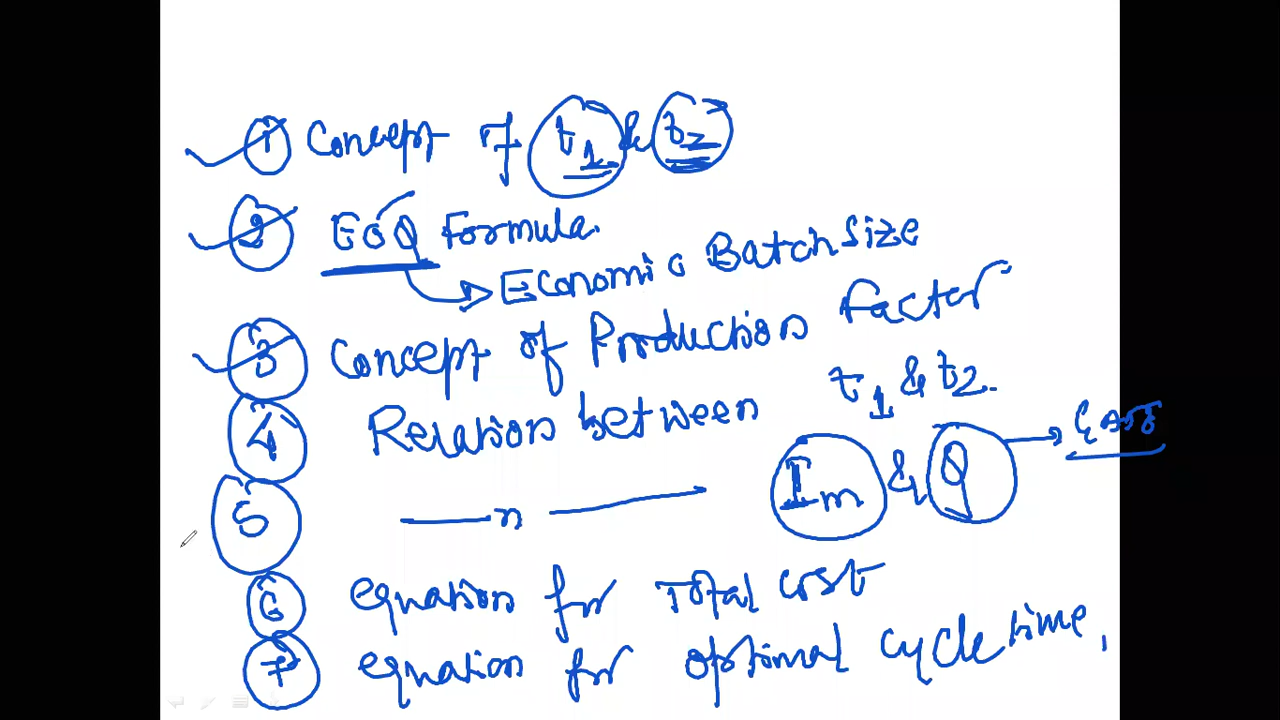 ① Concept of t1 & t2
② EOQ Formula.
→ Economic Batch Size
③ Concept of Production Factor
④ Relation between t1 & t2.
⑤ —— n —— Im & Q →
⑥ equation for Total cost
⑦ equation for optimal cycle time,